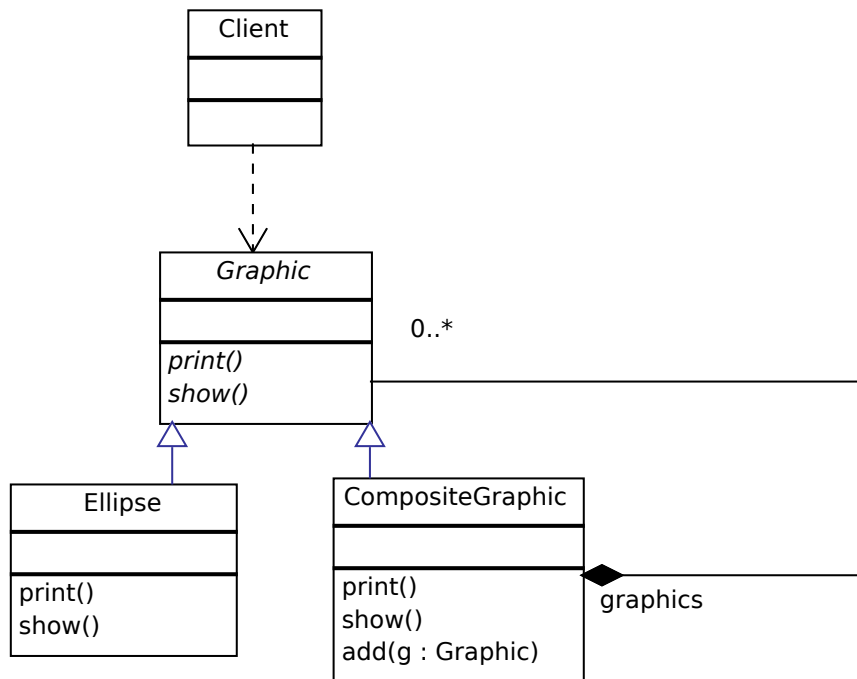 Client
Graphic
0..*
print()
show()
Ellipse
print()
show()
CompositeGraphic
print()
show()
add(g : Graphic)
graphics